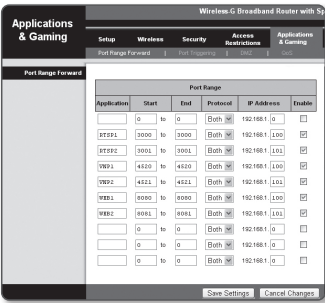 Wireless-G Broadband Router with Sp
Applications
& Gaming
Setup Wireless Security Access Restrictions Applications & Gaming
Port Range Forward | Port Triggering | DMZ | QoS
Port Range Forward
Port Range
Application Start End Protocol IP Address Enable
0 to 0 Both 192.168.1. 0
RTSP1 3000 to 3000 Both 192.168.1. 100
RTSP2 3001 to 3001 Both 192.168.1. 101
VNP1 4520 to 4520 Both 192.168.1. 100
VNP2 4521 to 4521 Both 192.168.1. 101
WEB1 8080 to 8080 Both 192.168.1. 100
WEB2 8081 to 8081 Both 192.168.1. 101
0 to 0 Both 192.168.1. 0
0 to 0 Both 192.168.1. 0
0 to 0 Both 192.168.1. 0
Save Settings Cancel Changes